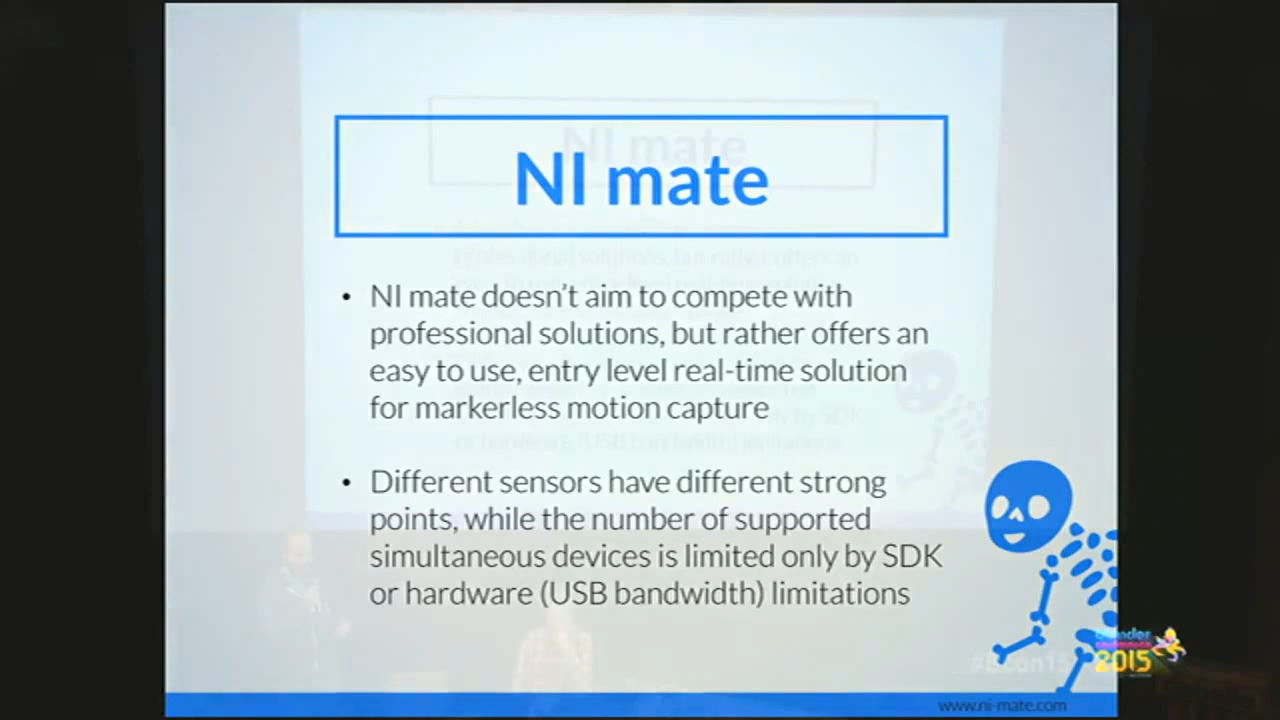 NI mate
• NI mate doesn't aim to compete with
professional solutions, but rather offers an
easy to use, entry level real-time solution
for markerless motion capture
• Different sensors have different strong
points, while the number of supported
simultaneous devices is limited only by SDK
or hardware (USB bandwidth) limitations
2015
www.ni-mate.com